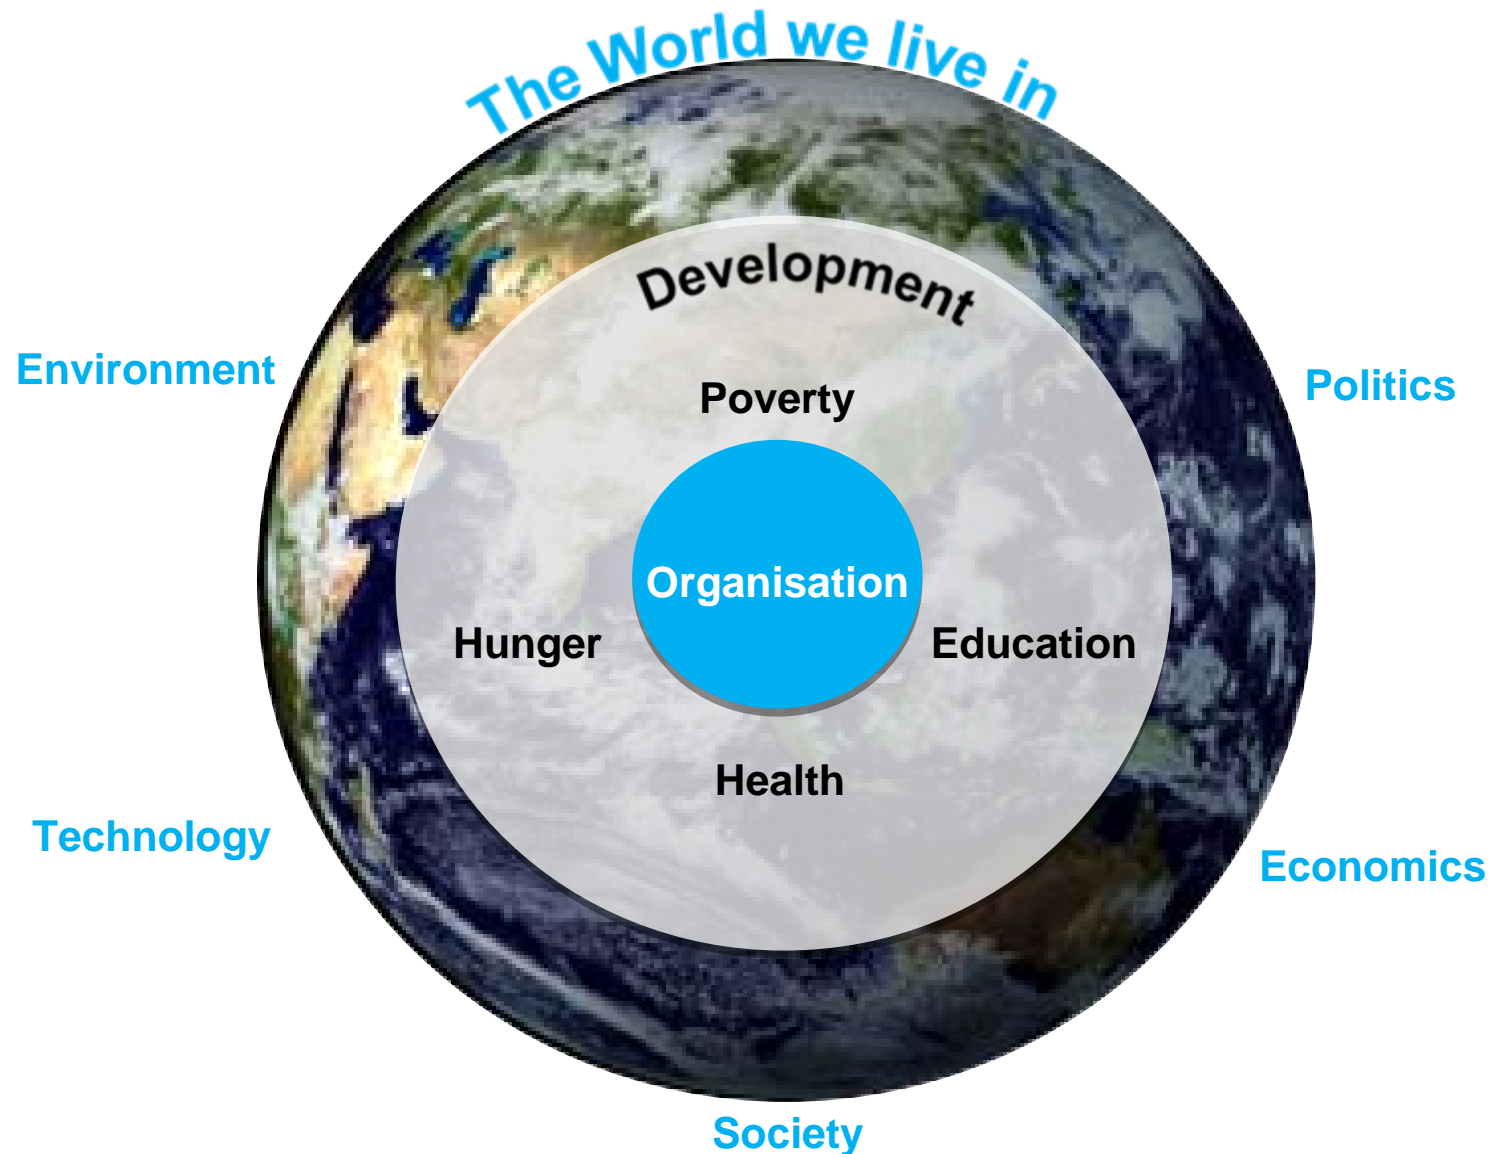 The World we live in
Development
Environment
Politics
Poverty
Organisation
Hunger
Education
Health
Technology
Economics
Society